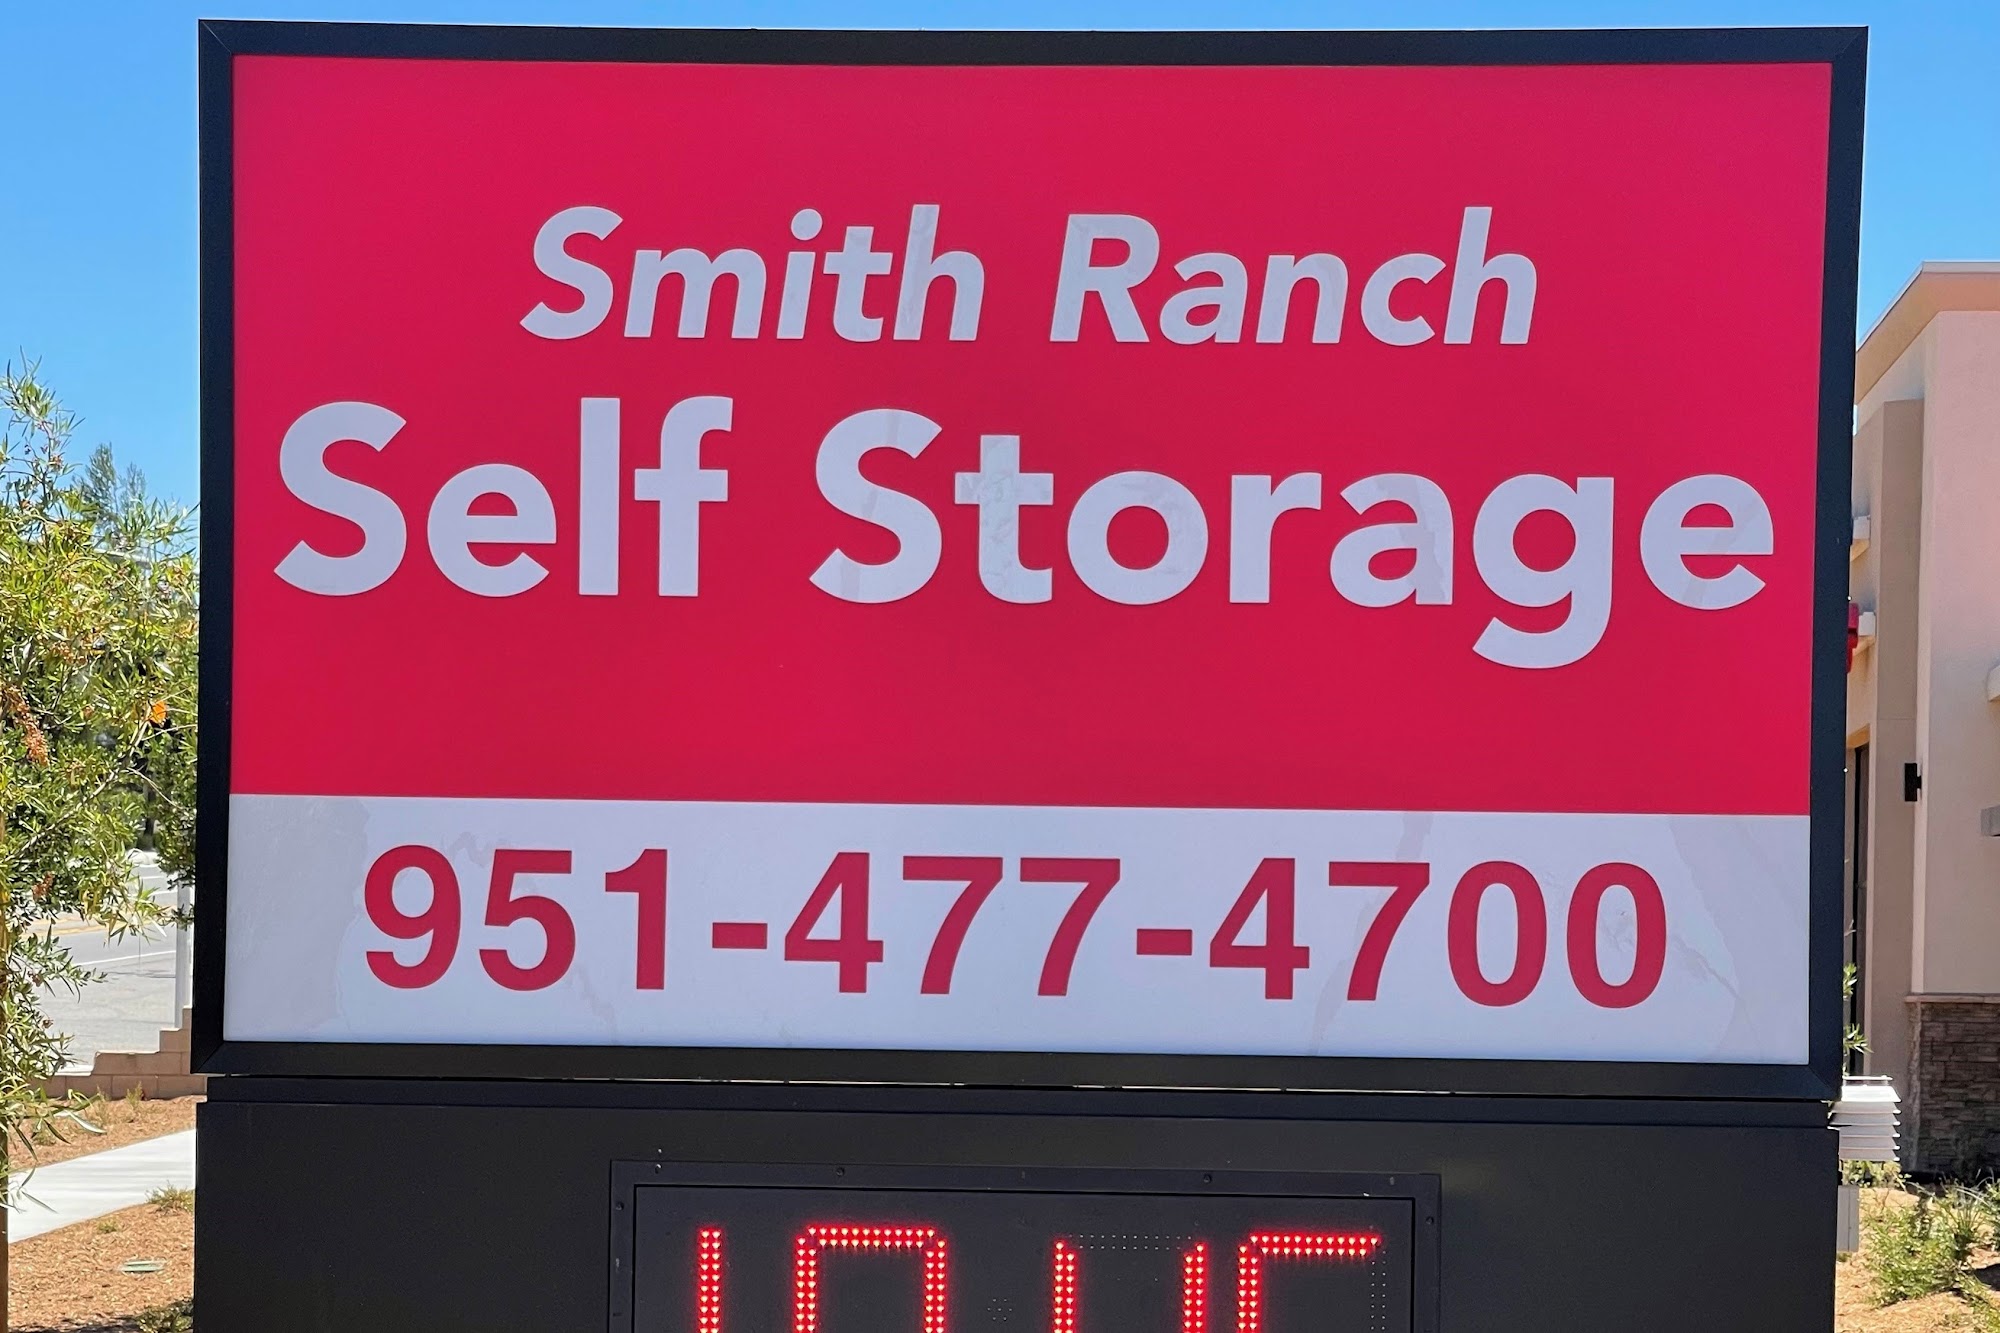 Smith Ranch
Self Storage
951-477-4700